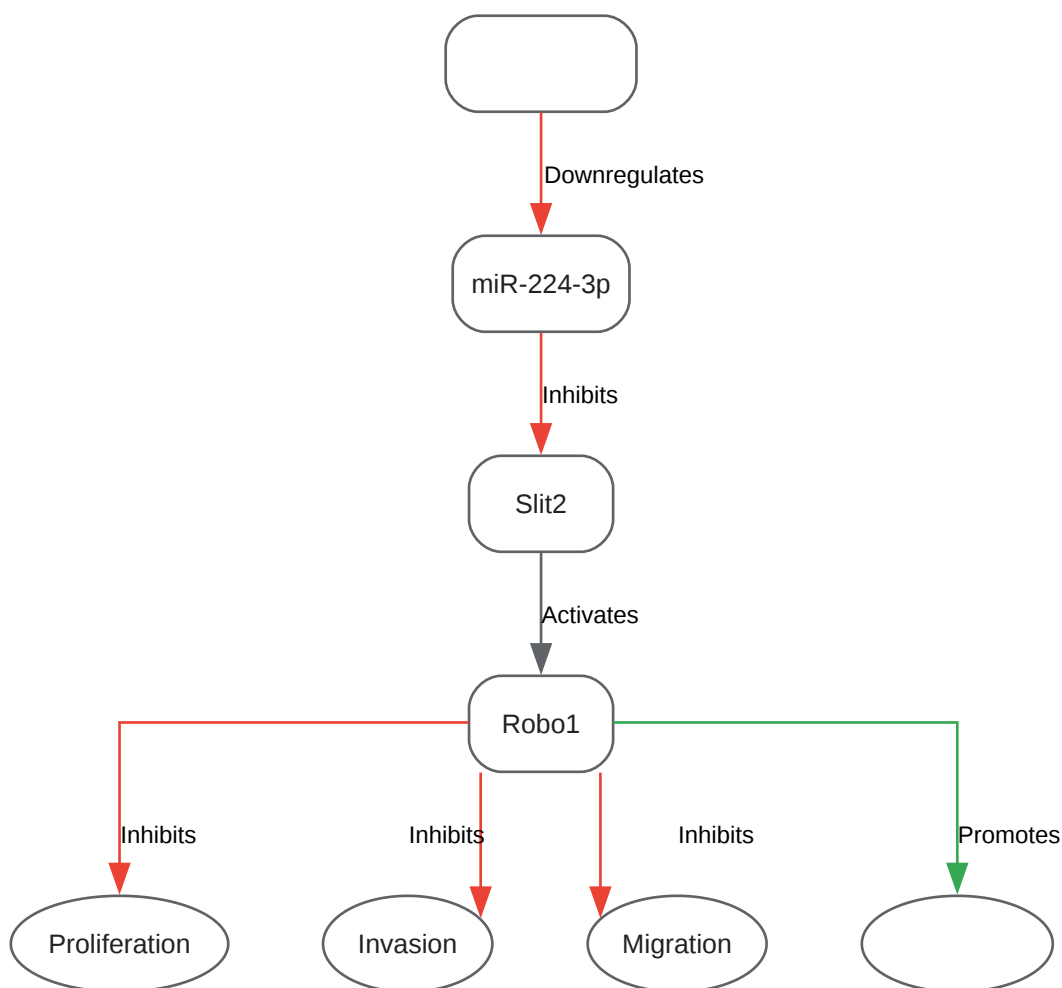 Downregulates
miR-224-3p
Inhibits
Slit2
Activates
Robo1
Inhibits
Inhibits
Inhibits
Promotes
Proliferation
Invasion
Migration